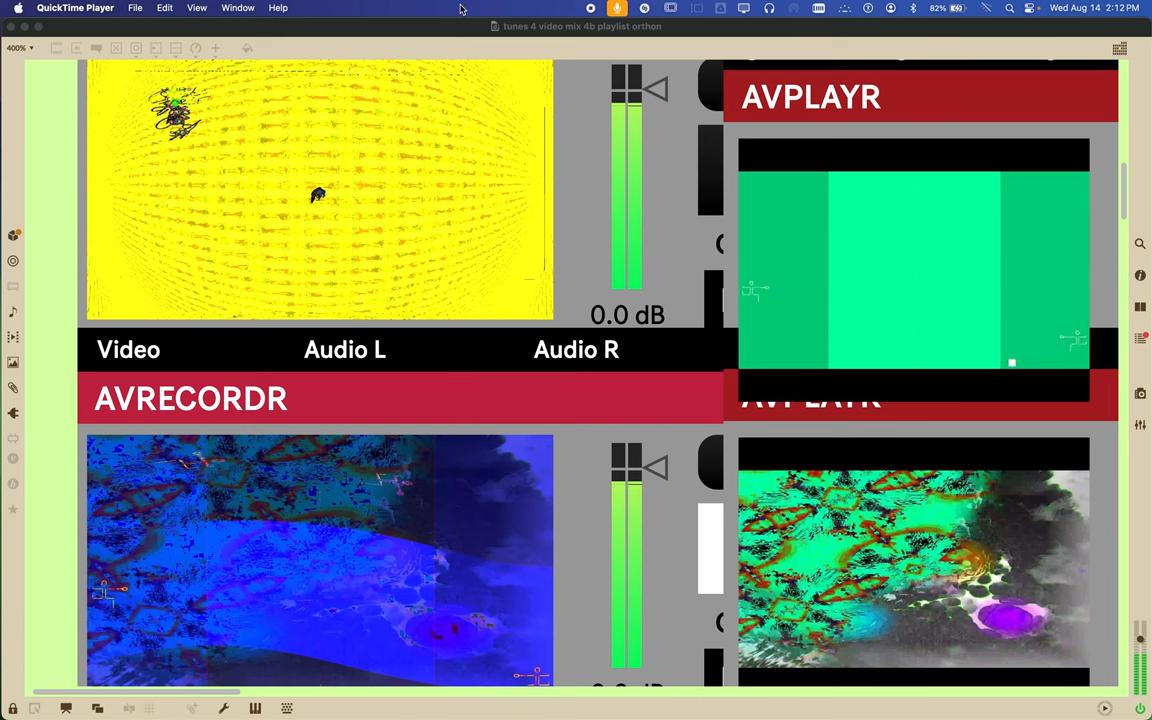 QuickTime Player File Edit View Window Help 82% Wed Aug 14 2:12 PM
tunes 4 video mix 4b playlist orthon
400%
AVPLAYR
0.0 dB
Video Audio L Audio R
AVRECORDR
AVPLAYR